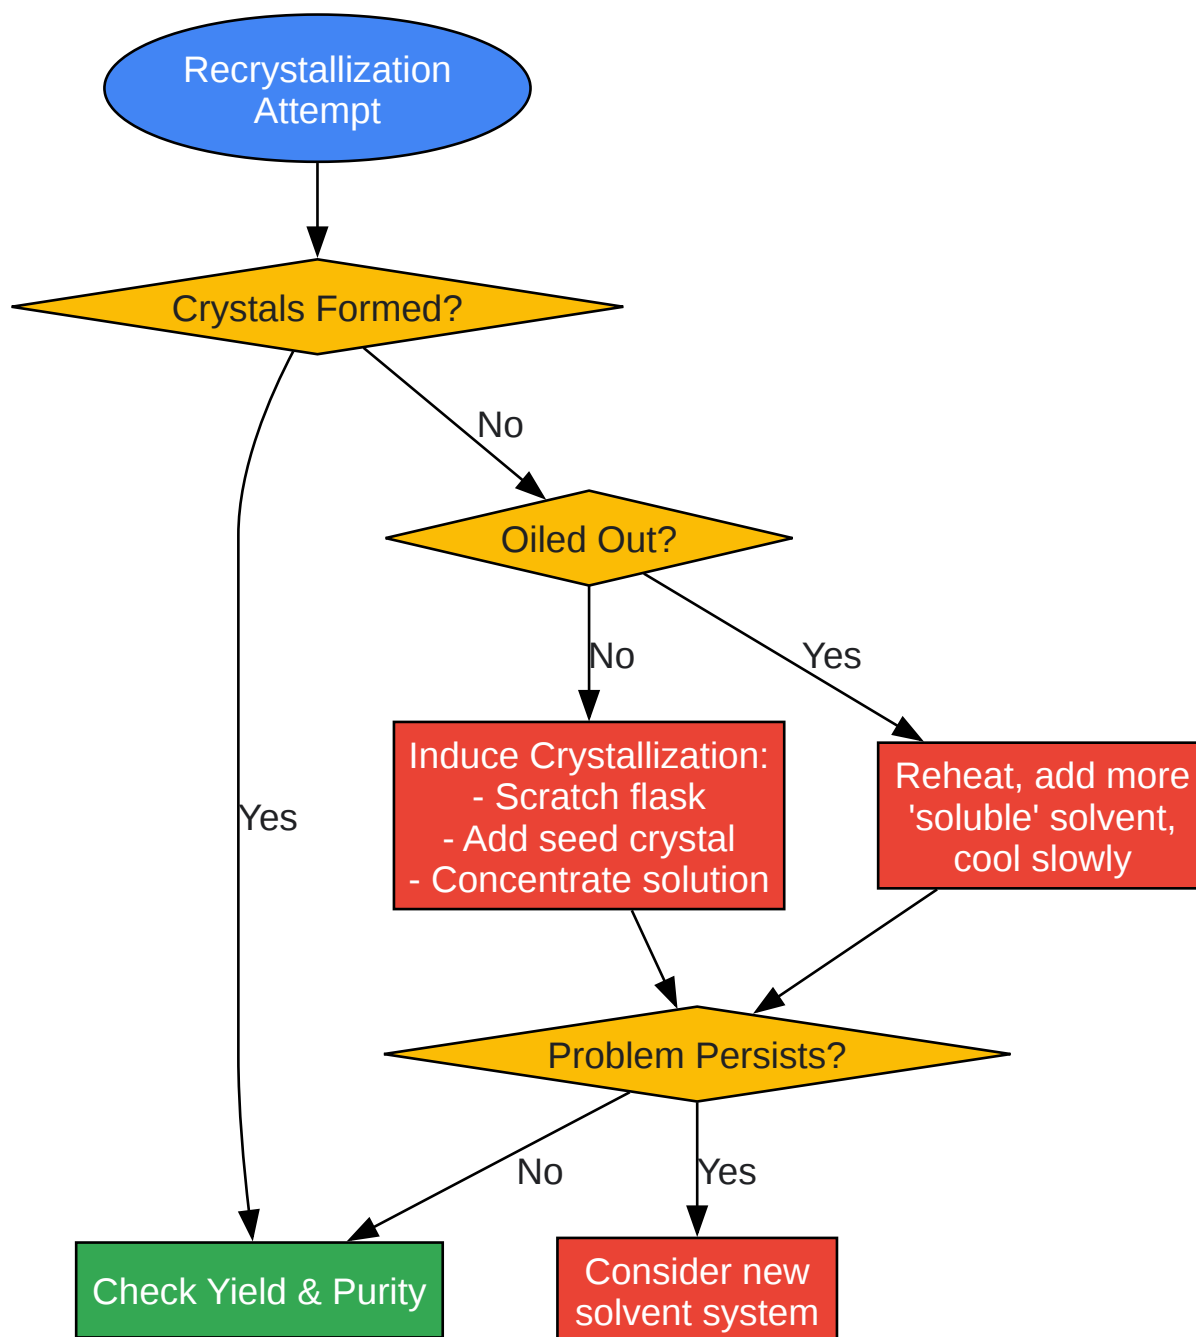 Recrystallization
Attempt
Crystals Formed?
No
Oiled Out?
No
Yes
Induce Crystallization:
- Scratch flask
- Add seed crystal
- Concentrate solution
Reheat, add more
'soluble' solvent,
cool slowly
Yes
Problem Persists?
No
Yes
Check Yield & Purity
Consider new
solvent system